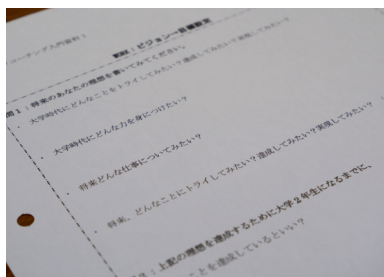 コーチング入門資料1
：ビジョン→目標設定
問1：将来のあなたの理想を書いてみてください。
・大学時代にどんなことをトライしてみたい？達成してみたい？実現してみたい？
・大学時代にどんな力を身につけたい？
・将来どんな仕事についてみたい？
・将来、どんなことにトライしてみたい？達成してみたい？実現してみたい？
：上記の理想を達成するために大学2年生になるまでに、
ことを達成しているといい？